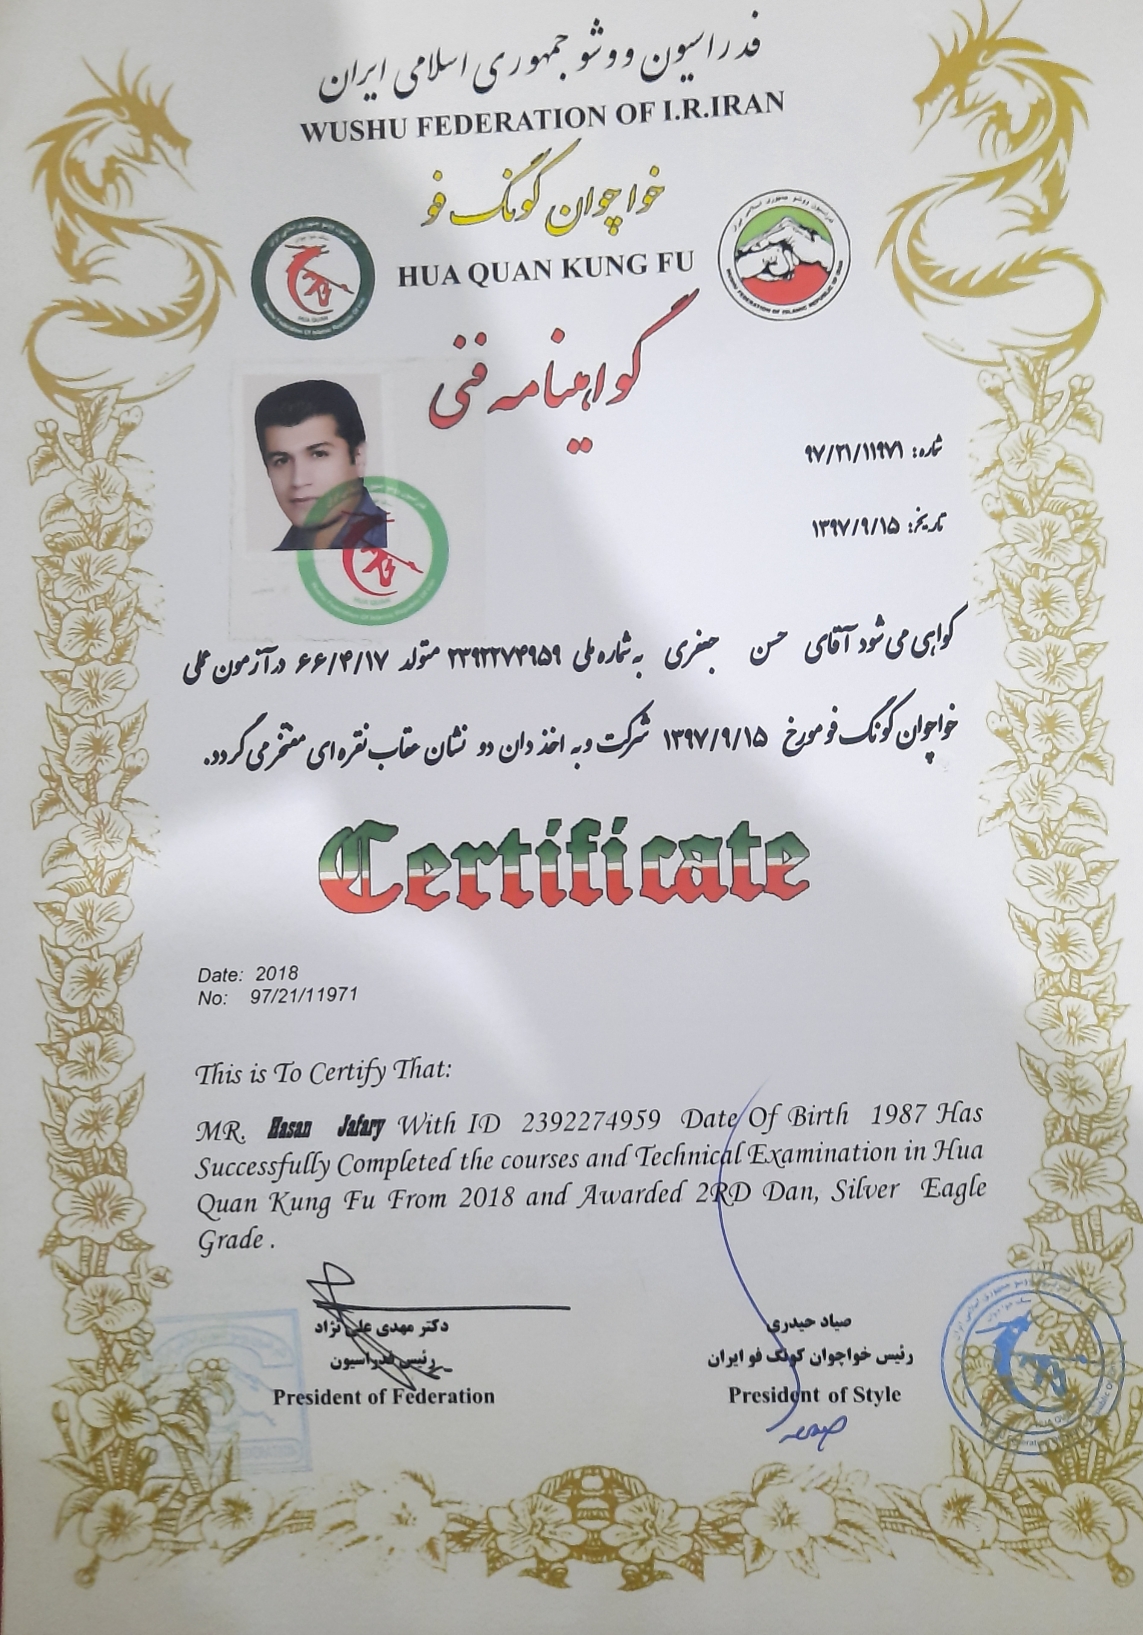 فدراسیون ووشو جمهوری اسلامی ایران
WUSHU FEDERATION OF I.R.IRAN
خواچوان کونگ فو
HUA QUAN KUNG FU
HUA QUAN
گواهینامه فنی
شماره: ۹۷/۲۱/۱۱۹۷۱
تاریخ: ۱۳۹۷/۹/۱۵
HUA QUAN
گواهی می شود آقای حسن جعفری به شماره ملی ۲۳۹۲۲۷۴۹۵۹ متولد ۶۶/۴/۱۷ در آزمون عملی
خواچوان کونگ فو مورخ ۱۳۹۷/۹/۱۵ شرکت و به اخذ دان دو نشان عقاب نقره ای مفتخر می گردد.
Certificate
Date: 2018
No: 97/21/11971
This is To Certify That:
MR. Hasan Jafary With ID 2392274959 Date Of Birth 1987 Has
Successfully Completed the courses and Technical Examination in Hua
Quan Kung Fu From 2018 and Awarded 2RD Dan, Silver Eagle
Grade .
دکتر مهدی علی نژاد
رئیس فدراسیون
President of Federation
صیاد حیدری
رئیس خواچوان کونگ فو ایران
President of Style